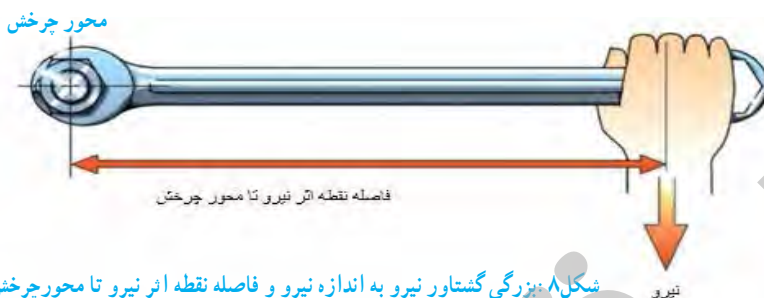 محور چرخش
فاصله نقطه اثر نیرو تا محور چرخش
نیرو
شکل۸ :بزرگی گشتاور نیرو به اندازه نیرو و فاصله نقطه اثر نیرو تا محورچرخش